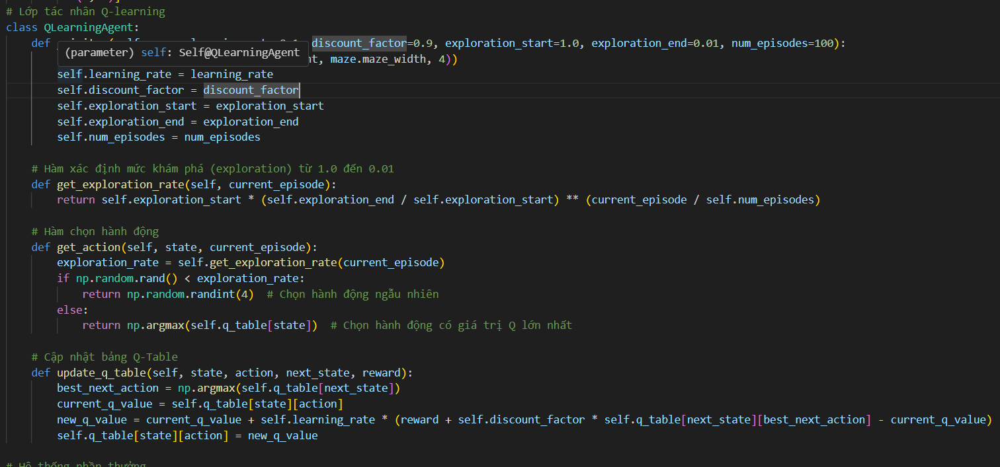 # Lớp tác nhân Q-learning
class QLearningAgent:
def discount_factor=0.9, exploration_start=1.0, exploration_end=0.01, num_episodes=100):
(parameter) self: Self@QLearningAgent
maze.maze_width, 4))
self.learning_rate = learning_rate
self.discount_factor = discount_factor
self.exploration_start = exploration_start
self.exploration_end = exploration_end
self.num_episodes = num_episodes
# Hàm xác định mức khám phá (exploration) từ 1.0 đến 0.01
def get_exploration_rate(self, current_episode):
return self.exploration_start * (self.exploration_end / self.exploration_start) ** (current_episode / self.num_episodes)
# Hàm chọn hành động
def get_action(self, state, current_episode):
exploration_rate = self.get_exploration_rate(current_episode)
if np.random.rand() < exploration_rate:
return np.random.randint(4)  # Chọn hành động ngẫu nhiên
else:
return np.argmax(self.q_table[state])  # Chọn hành động có giá trị Q lớn nhất
# Cập nhật bảng Q-Table
def update_q_table(self, state, action, next_state, reward):
best_next_action = np.argmax(self.q_table[next_state])
current_q_value = self.q_table[state][action]
new_q_value = current_q_value + self.learning_rate * (reward + self.discount_factor * self.q_table[next_state][best_next_action] - current_q_value)
self.q_table[state][action] = new_q_value
# Hệ thống phần thưởng